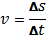 v = Δs / Δt